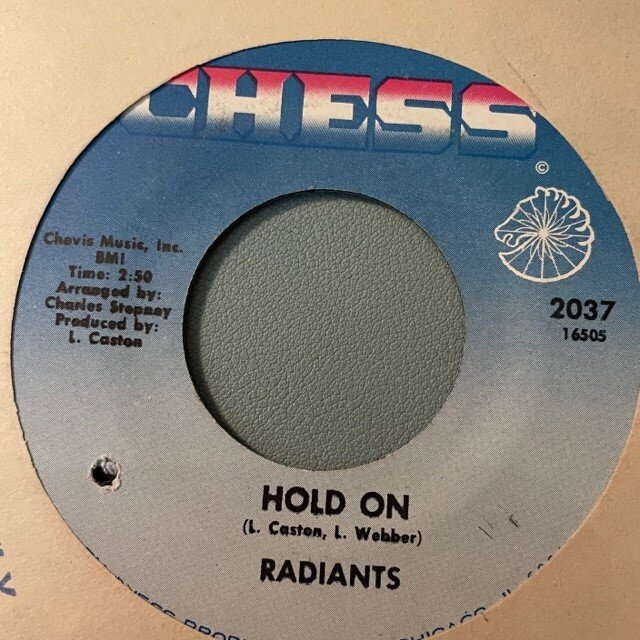 CHESS
©
Chevis Music, Inc.
BMI
Time: 2:50
Arranged by:
Charles Stepney
Produced by:
L. Caston
2037
16505
HOLD ON
(L. Caston, L. Webber)
RADIANTS